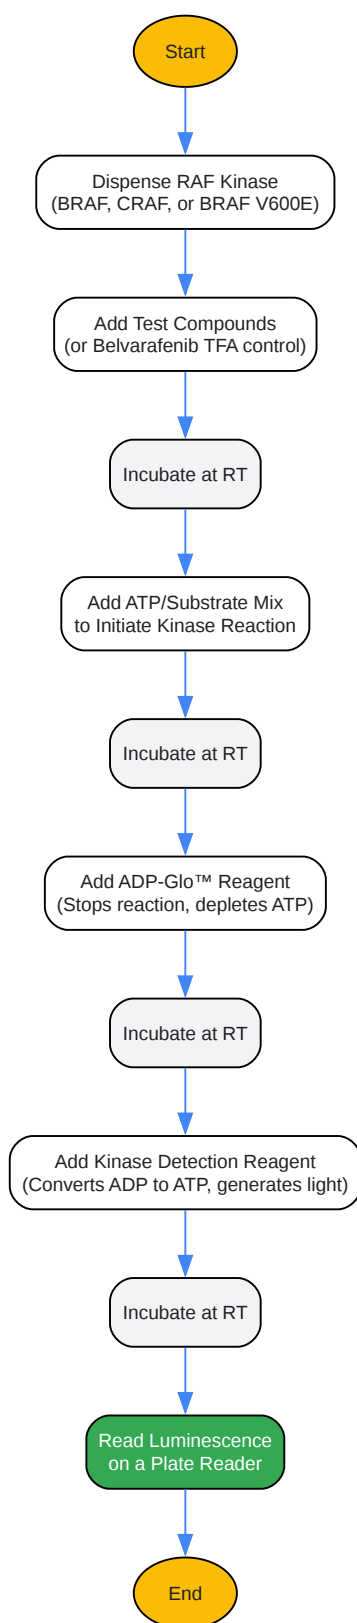 Start
Dispense RAF Kinase
(BRAF, CRAF, or BRAF V600E)
Add Test Compounds
(or Belvarafenib TFA control)
Incubate at RT
Add ATP/Substrate Mix
to Initiate Kinase Reaction
Incubate at RT
Add ADP-Glo™ Reagent
(Stops reaction, depletes ATP)
Incubate at RT
Add Kinase Detection Reagent
(Converts ADP to ATP, generates light)
Incubate at RT
Read Luminescence
on a Plate Reader
End